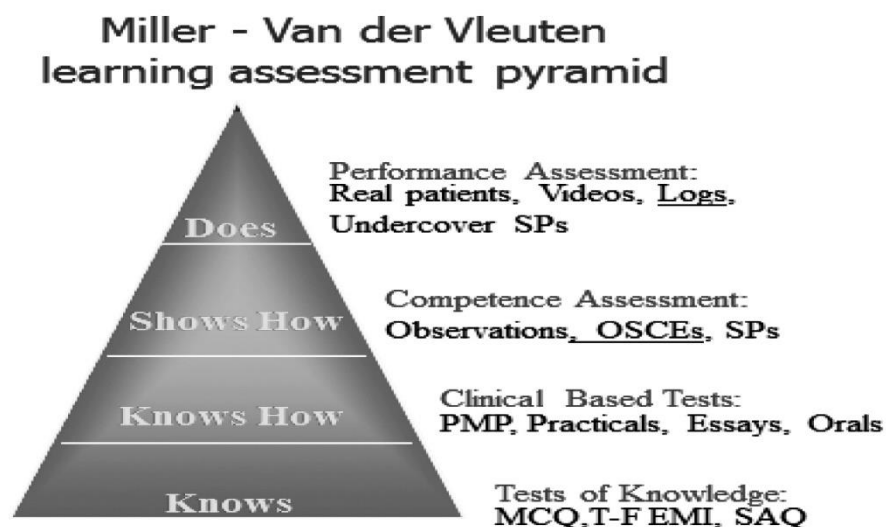 Miller - Van der Vleuten
learning assessment pyramid
Does
Performance Assessment:
Real patients, Videos, Logs,
Undercover SPs
Shows How
Competence Assessment:
Observations, OSCEs, SPs
Knows How
Clinical Based Tests:
PMP, Practicals, Essays, Orals
Knows
Tests of Knowledge:
MCQ,T-F EMI, SAQ